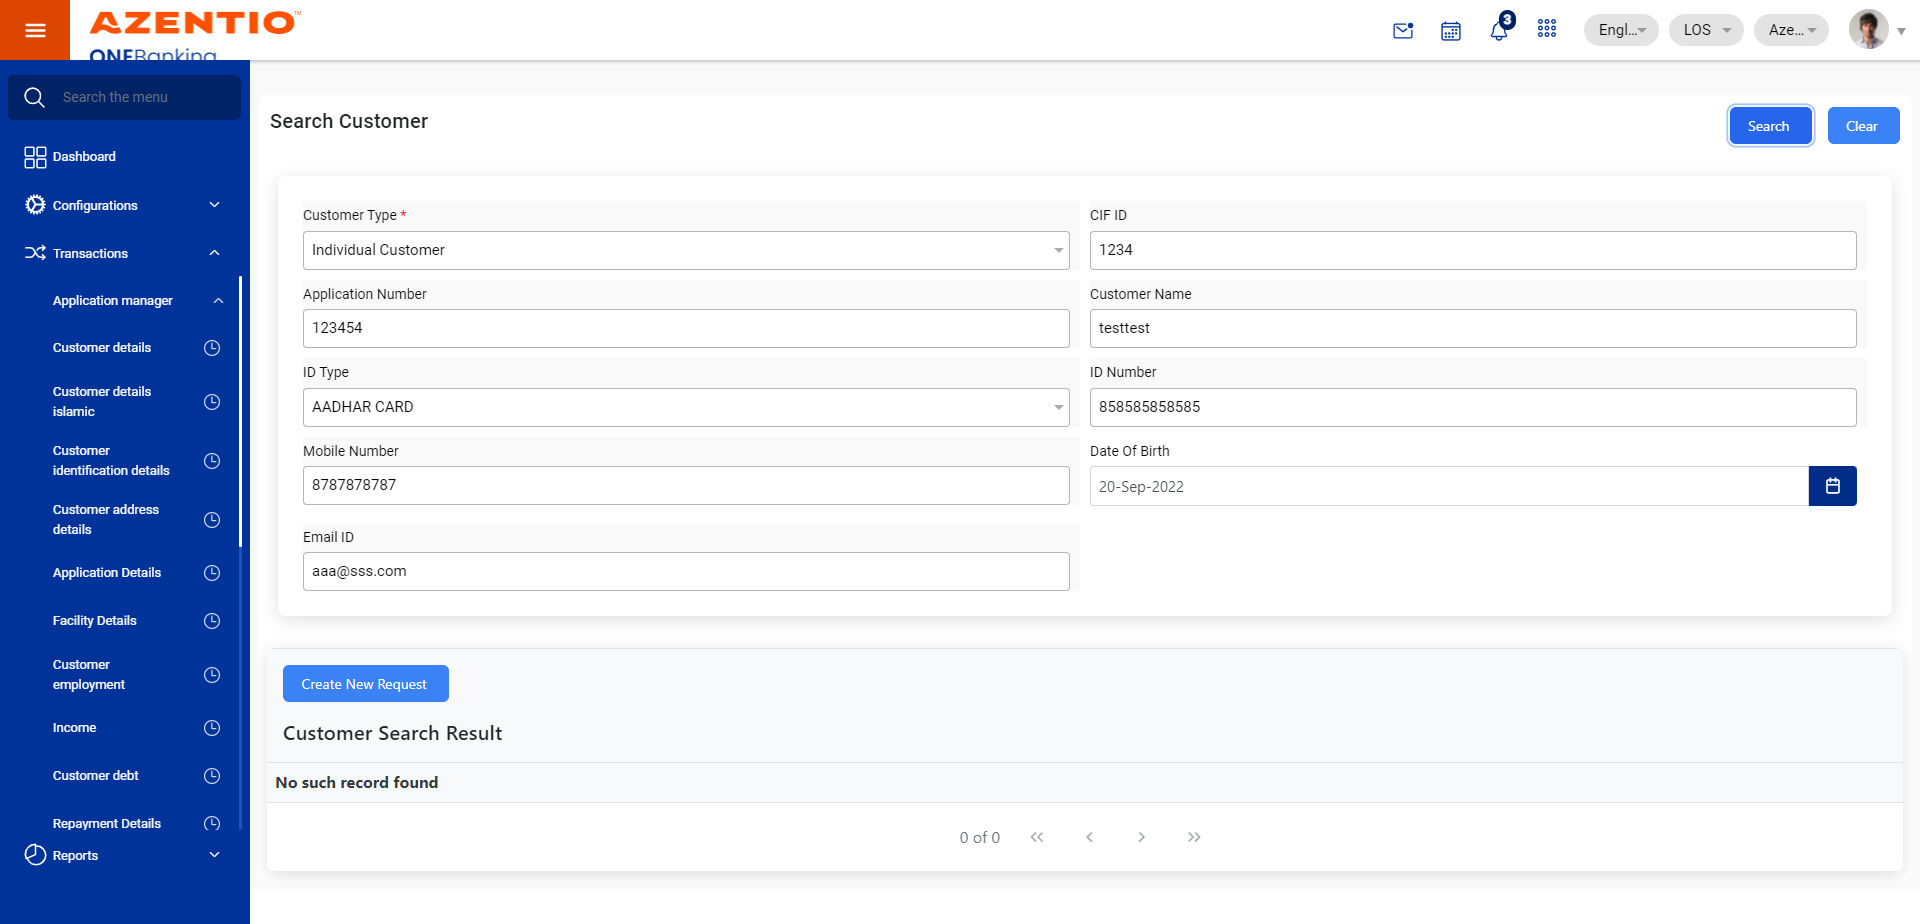 AZENTIO™
ONEBanking
3
Engl...
LOS
Aze...
Search the menu
Dashboard
Configurations
Transactions
Application manager
Customer details
Customer details
islamic
Customer
identification details
Customer address
details
Application Details
Facility Details
Customer
employment
Income
Customer debt
Repayment Details
Reports
Search Customer
Search
Clear
Customer Type *
CIF ID
Individual Customer
1234
Application Number
Customer Name
123454
testtest
ID Type
ID Number
AADHAR CARD
858585858585
Mobile Number
Date Of Birth
8787878787
20-Sep-2022
Email ID
aaa@sss.com
Create New Request
Customer Search Result
No such record found
0 of 0